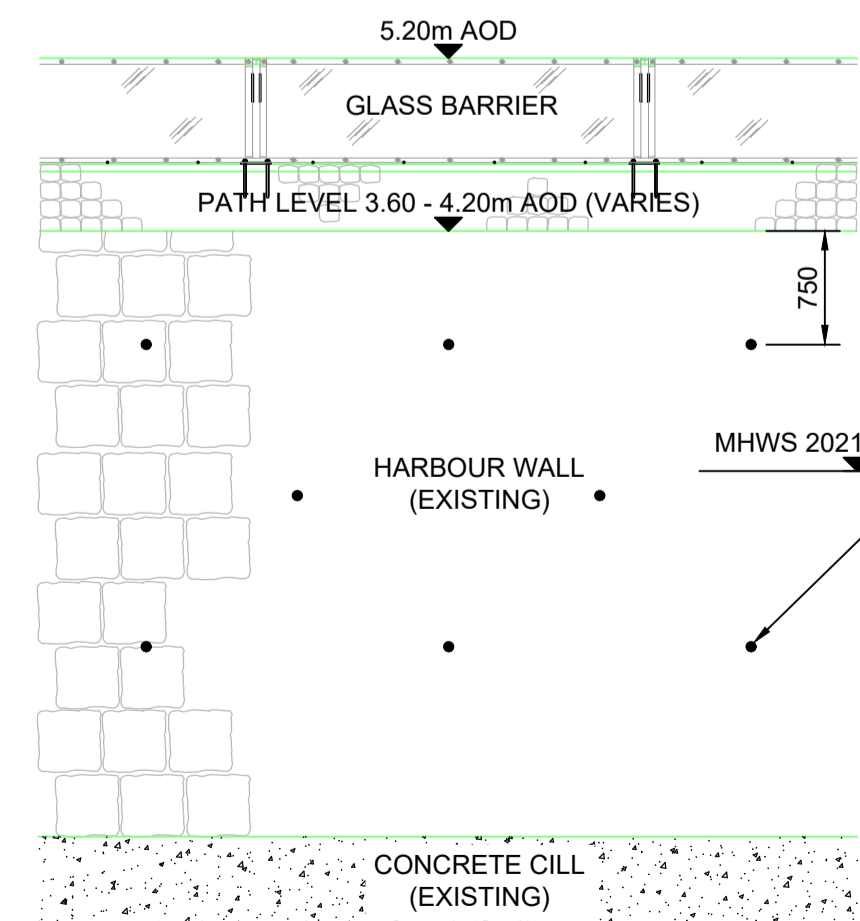 5.20m AOD
GLASS BARRIER
PATH LEVEL 3.60 - 4.20m AOD (VARIES)
750
MHWS 2021
HARBOUR WALL
(EXISTING)
CONCRETE CILL
(EXISTING)